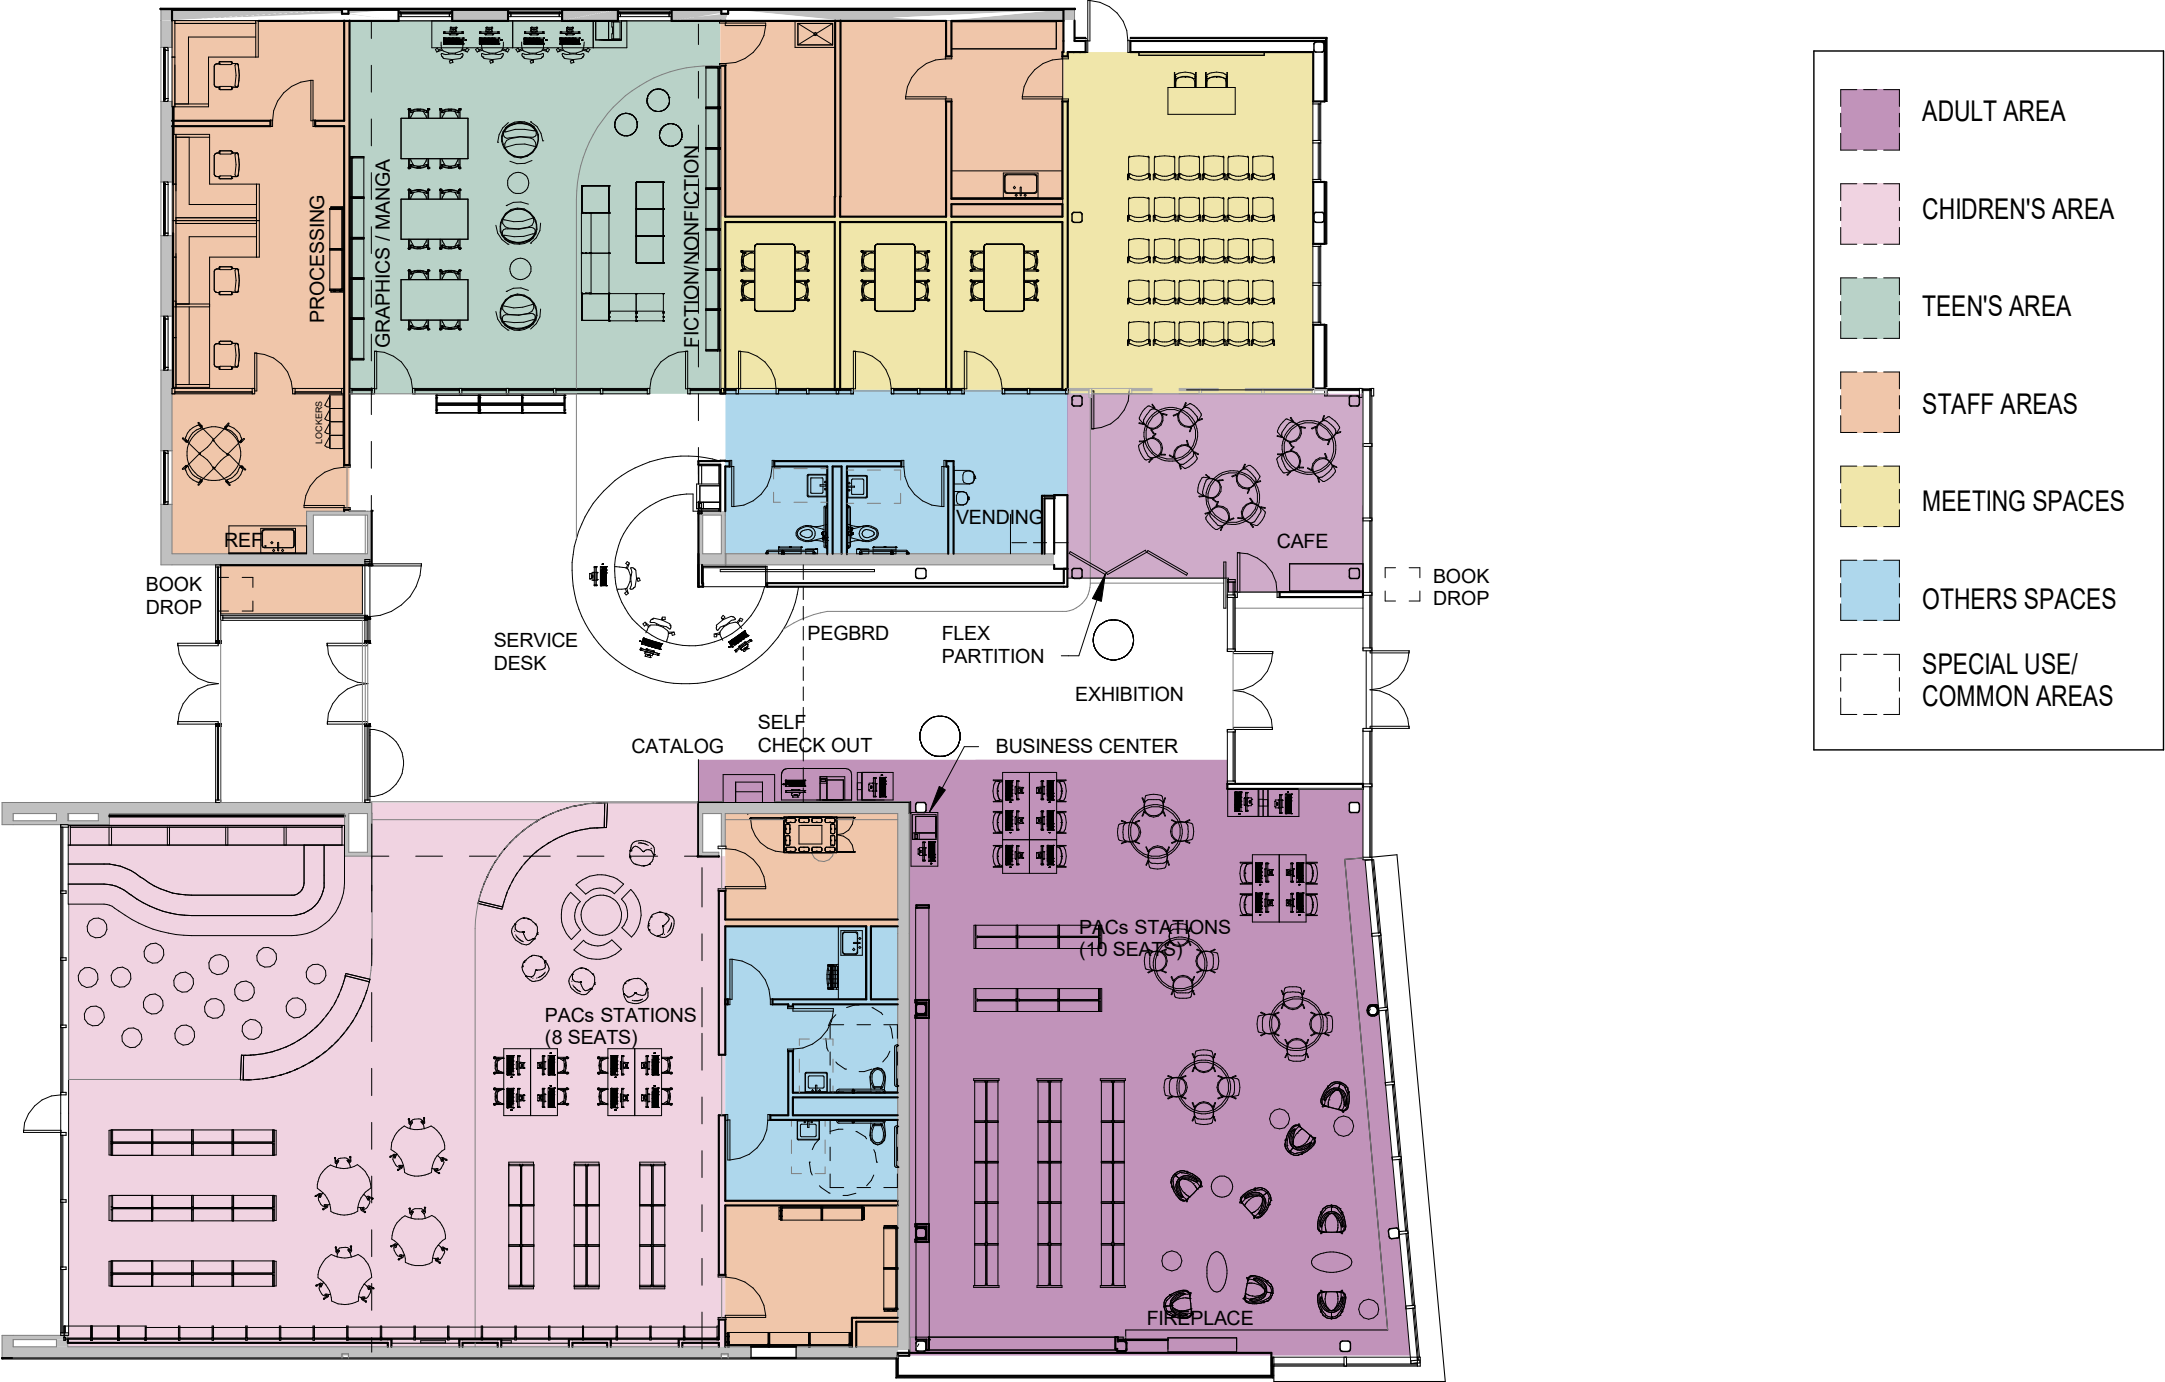 PROCESSING
GRAPHICS / MANGA
FICTION/NONFICTION
LOCKERS
REF
VENDING
CAFE
BOOK
DROP
BOOK
DROP
SERVICE
DESK
PEGBRD
FLEX
PARTITION
EXHIBITION
CATALOG
SELF
CHECK OUT
BUSINESS CENTER
PACs STATIONS
(10 SEATS)
PACs STATIONS
(8 SEATS)
FIREPLACE
ADULT AREA
CHIDREN'S AREA
TEEN'S AREA
STAFF AREAS
MEETING SPACES
OTHERS SPACES
SPECIAL USE/
COMMON AREAS